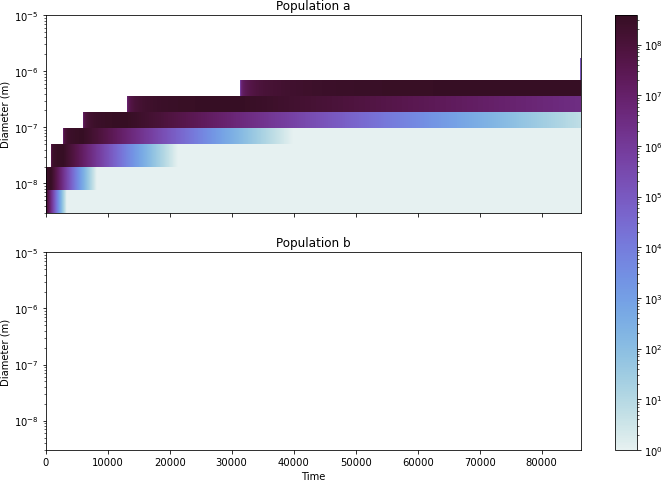 Population a
10⁻⁵
10⁻⁶
10⁻⁷
10⁻⁸
Diameter (m)
Population b
10⁻⁵
10⁻⁶
10⁻⁷
10⁻⁸
Diameter (m)
0 10000 20000 30000 40000 50000 60000 70000 80000
Time
10⁸
10⁷
10⁶
10⁵
10⁴
10³
10²
10¹
10⁰